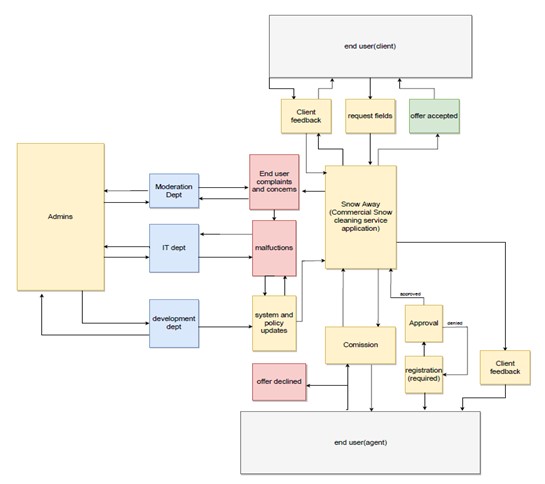 end user(client)
Client
feedback
request fields
offer accepted
End user
complaints
and concerns
Moderation
Dept
Snow Away
(Commercial Snow
cleaning service
application)
Admins
IT dept
malfuctions
approved
development
dept
system and
policy
updates
Approval
denied
Comission
Client
feedback
registration
(required)
offer declined
end user(agent)